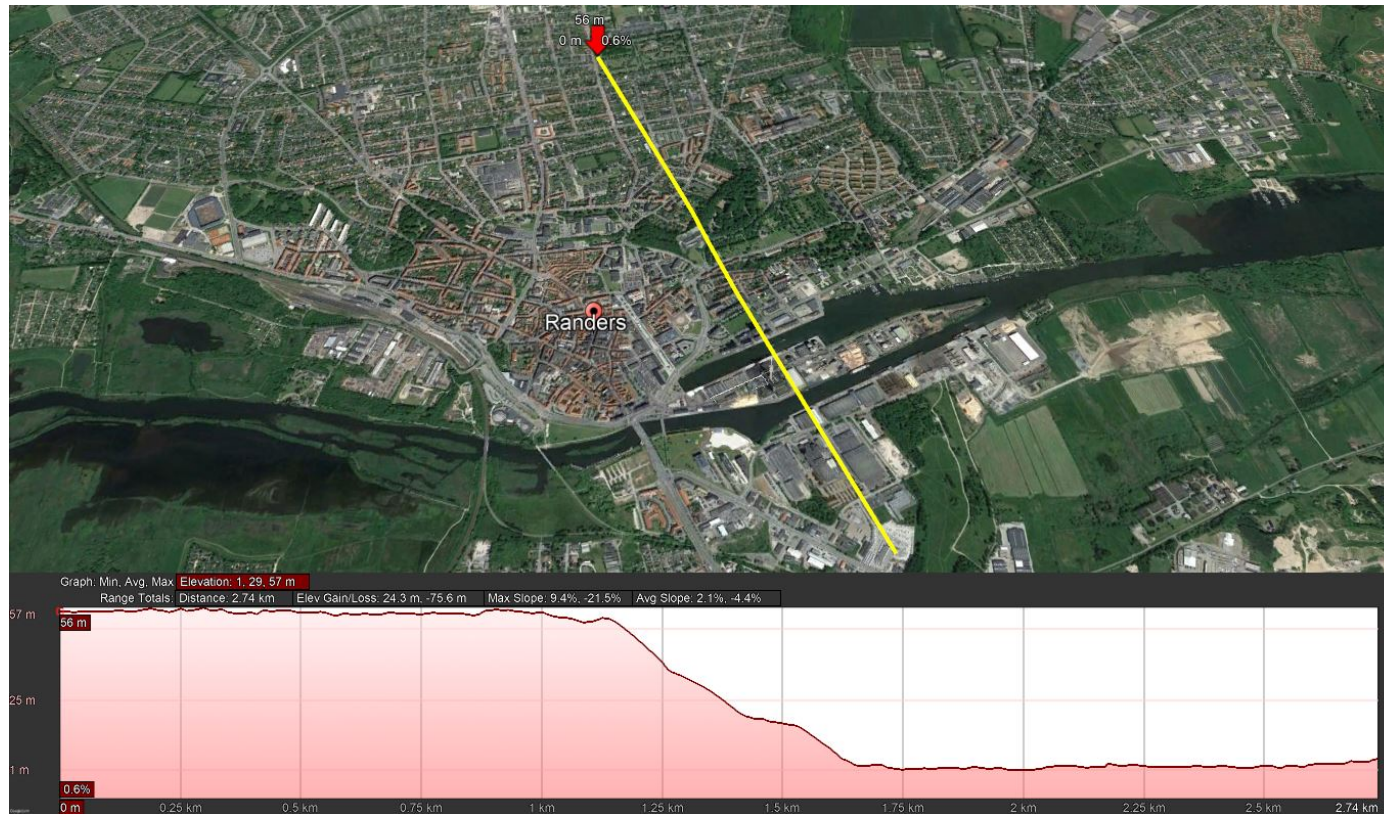 56 m
0 m 0.6%
Randers
Graph: Min, Avg, Max Elevation: 1, 29, 57 m
Range Totals: Distance: 2.74 km Elev Gain/Loss: 24.3 m, -75.6 m Max Slope: 9.4%, -21.5% Avg Slope: 2.1%, -4.4%
57 m
56 m
25 m
1 m
0.6%
0 m 0.25 km 0.5 km 0.75 km 1 km 1.25 km 1.5 km 1.75 km 2 km 2.25 km 2.5 km 2.74 km